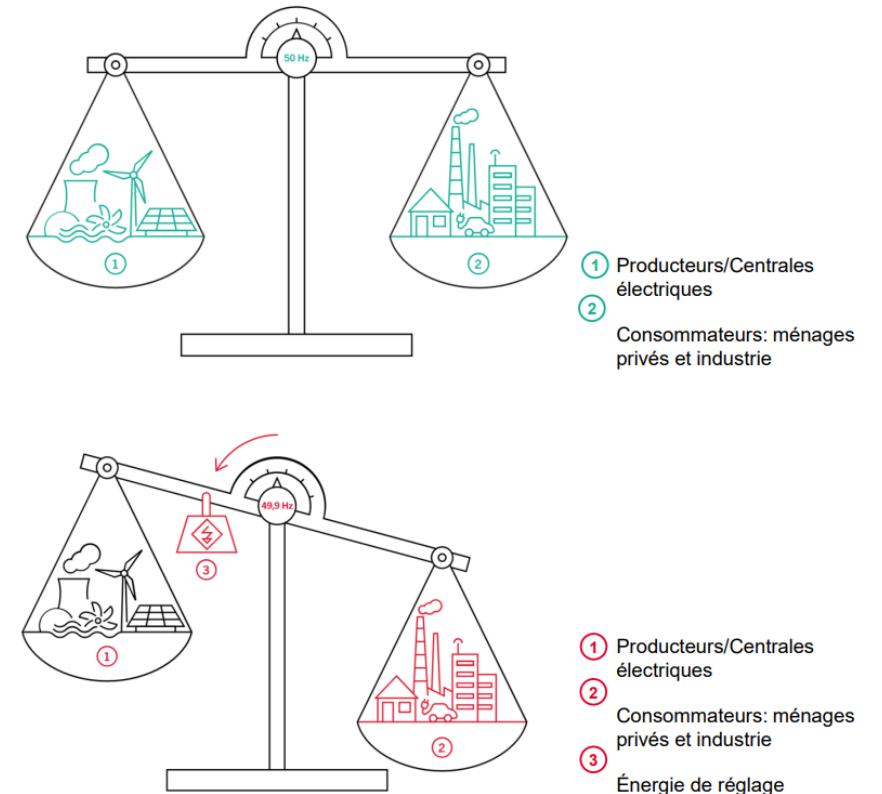 50 Hz
1
2
1 Producteurs/Centrales
électriques
2
Consommateurs: ménages
privés et industrie
49,9 Hz
3
1
2
1 Producteurs/Centrales
électriques
2
Consommateurs: ménages
privés et industrie
3
Énergie de réglage